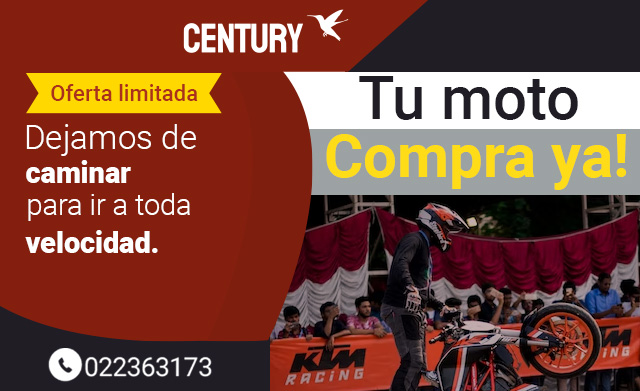 CENTURY
Oferta limitada
Dejamos de
caminar
para ir a toda
velocidad.
Tu moto
Compra ya!
KTM
RACING
KTM
RACING
022363173